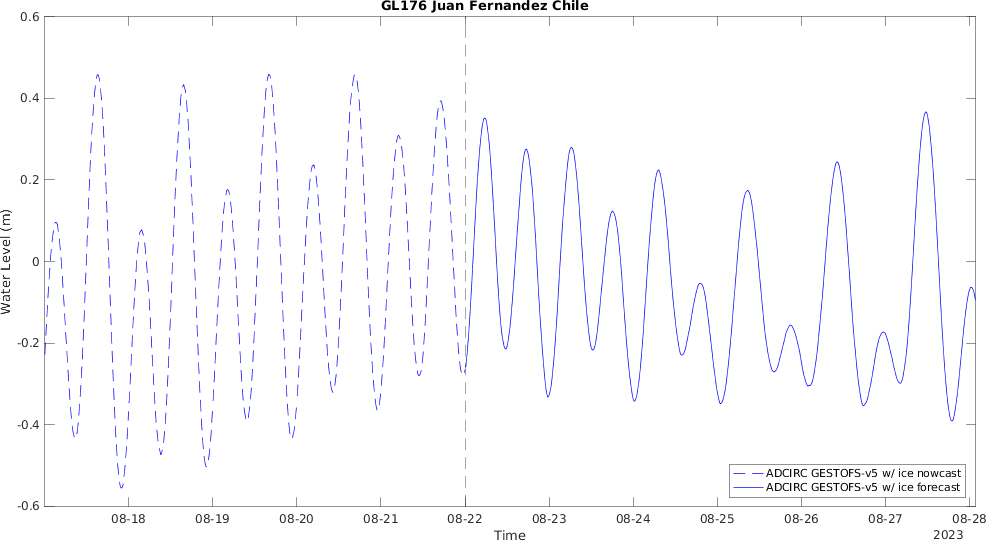 GL176 Juan Fernandez Chile
0.6
0.4
0.2
0
-0.2
-0.4
-0.6
Water Level (m)
ADCIRC GESTOFS-v5 w/ ice nowcast
ADCIRC GESTOFS-v5 w/ ice forecast
08-18 08-19 08-20 08-21 08-22 08-23 08-24 08-25 08-26 08-27 08-28
Time
2023